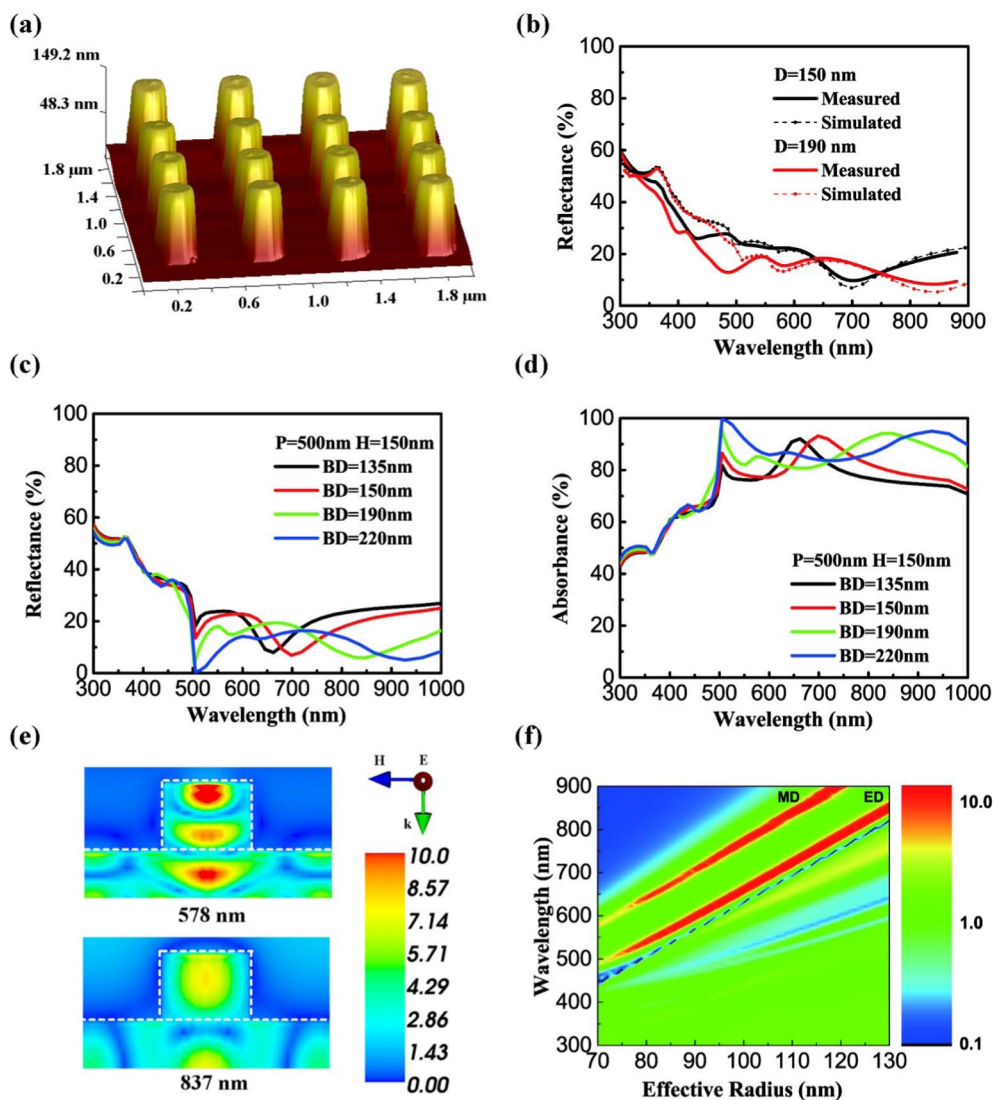 (a)
149.2 nm
48.3 nm
1.8 μm
1.4
1.0
0.6
0.2
0.2
0.6
1.0
1.4
1.8 μm
(b)
Reflectance (%)
100
80
60
40
20
0
D=150 nm
Measured
Simulated
D=190 nm
Measured
Simulated
300 400 500 600 700 800 900
Wavelength (nm)
(c)
Reflectance (%)
100
80
60
40
20
0
P=500nm H=150nm
BD=135nm
BD=150nm
BD=190nm
BD=220nm
300 400 500 600 700 800 900 1000
Wavelength (nm)
(d)
Absorbance (%)
100
80
60
40
20
0
P=500nm H=150nm
BD=135nm
BD=150nm
BD=190nm
BD=220nm
300 400 500 600 700 800 900 1000
Wavelength (nm)
(e)
578 nm
837 nm
H
E
k
10.0
8.57
7.14
5.71
4.29
2.86
1.43
0.00
(f)
Wavelength (nm)
900
800
700
600
500
400
300
MD
ED
70 80 90 100 110 120 130
Effective Radius (nm)
10.0
1.0
0.1